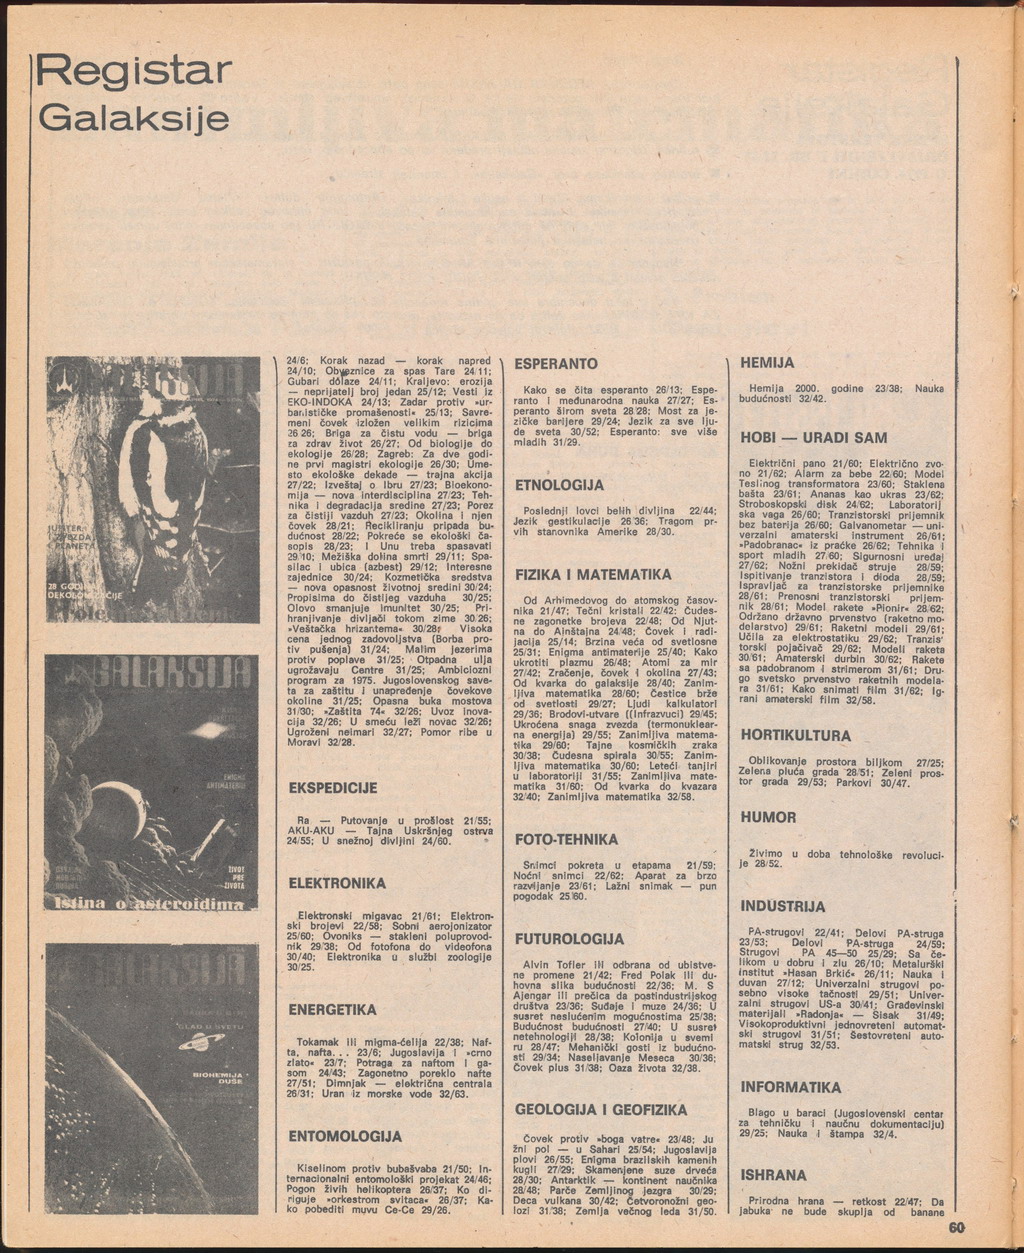 Registar
Galaksije
GALAKSIJA
JUPITER
ZVEZDA
PLANETA
28 GODINA
DEKOLONIZACIJE
GALAKSIJA
ENIGMA
ANTIMATERIJE
ŽIVOT
PRE
ŽIVOTA
Istina o asteroidima
GLAD U SVETU
BIOHEMIJA
DUŠE
24/6; Korak nazad — korak napred
24/10; Obveznice za spas Tare 24/11;
Gubari dolaze 24/11; Kraljevo: erozija
— neprijatelj broj jedan 25/12; Vesti iz
EKO-INDOKA 24/13; Zadar protiv »ur-
banističke promašenosti« 25/13; Savre-
meni čovek izložen velikim rizicima
26 26; Briga za čistu vodu — briga
za zdrav život 26/27; Od biologije do
ekologije 26/28; Zagreb: Za dve godi-
ne prvi magistri ekologije 26/30; Ume-
sto ekološke dekade — trajna akcija
27/22; Izveštaj o Ibru 27/23; Bioekono-
mija — nova interdisciplina 27/23; Teh-
nika i degradacija sredine 27/23; Porez
za čistiji vazduh 27/23; Okolina i njen
čovek 28/21; Recikliranju pripada bu-
dućnost 28/22; Pokreće se ekološki ča-
sopis 28/23; I Unu treba spasavati
29/10; Mežiška dolina smrti 29/11; Spa-
silac i ubica (azbest) 29/12; Interesne
zajednice 30/24; Kozmetička sredstva
— nova opasnost životnoj sredini 30/24;
Propisima do čistijeg vazduha 30/25;
Olovo smanjuje imunitet 30/25; Pri-
hranjivanje divljači tokom zime 30/26;
»Veštačka hrizantema« 30/28; Visoka
cena jednog zadovoljstva (Borba pro-
tiv pušenja) 31/24; Malim jezerima
protiv poplave 31/25; Otpadna ulja
ugrožavaju Centre 31/25; Ambiciozni
program za 1975. Jugoslovenskog save-
ta za zaštitu i unapređenje čovekove
okoline 31/25; Opasna buka mostova
31/30; »Zaštita 74« 32/26; Uvoz inova-
cija 32/26; U smeću leži novac 32/26;
Ugroženi neimari 32/27; Pomor ribe u
Moravi 32/28.
EKSPEDICIJE
Ra — Putovanje u prošlost 21/55;
AKU-AKU — Tajna Uskršnjeg ostrva
24/55; U snežnoj divljini 24/60.
ELEKTRONIKA
Elektronski migavac 21/61; Elektron-
ski brojevi 22/58; Sobni aerojonizator
25/60; Ovoniks — stakleni poluprovod-
nik 29/38; Od fotofona do videofona
30/40; Elektronika u službi zoologije
30/25.
ENERGETIKA
Tokamak ili migma-ćelija 22/38; Naf-
ta, nafta... 23/6; Jugoslavija i »crno
zlato« 23/7; Potraga za naftom i ga-
som 24/43; Zagonetno poreklo nafte
27/51; Dimnjak — električna centrala
26/31; Uran iz morske vode 32/63.
ENTOMOLOGIJA
Kiselinom protiv bubašvaba 21/50; In-
ternacionalni entomološki projekat 24/46;
Pogon živih helikoptera 26/37; Ko di-
riguje »orkestrom svitaca« 26/37; Ka-
ko pobediti muvu Ce-Ce 29/26.
ESPERANTO
Kako se čita esperanto 26/13; Espe-
ranto i međunarodna nauka 27/27; Es-
peranto širom sveta 28 28; Most za je-
zičke barijere 29/24; Jezik za sve lju-
de sveta 30/52; Esperanto: sve više
mladih 31/29.
ETNOLOGIJA
Poslednji lovci belih divljina 22/44;
Jezik gestikulacije 26 36; Tragom pr-
vih stanovnika Amerike 28/30.
FIZIKA I MATEMATIKA
Od Arhimedovog do atomskog časov-
nika 21/47; Tečni kristali 22/42; Čudes-
ne zagonetke brojeva 22/48; Od Njut-
na do Ajnštajna 24/48; Čovek i radi-
jacija 25/14; Brzina veća od svetlosne
25/31; Enigma antimaterije 25/40; Kako
ukrotiti plazmu 26/48; Atomi za mir
27/42; Zračenje, čovek i okolina 27/43;
Od kvarka do galaksije 28/40; Zanim-
ljiva matematika 28/60; Čestice brže
od svetlosti 29/27; Ljudi kalkulatori
29/36; Brodovi-utvare ((infrazvuci) 29/45;
Ukroćena snaga zvezda (termonuklear-
na energija) 29/55; Zanimljiva matema-
tika 29/60; Tajne kosmičkih zraka
30/38; Čudesna spirala 30/55; Zanim-
ljiva matematika 30/60; Leteći tanjiri
u laboratoriji 31/55; Zanimljiva mate-
matika 31/60; Od kvarka do kvazara
32/40; Zanimljiva matematika 32/58.
FOTO-TEHNIKA
Snimci pokreta u etapama 21/59;
Noćni snimci 22/62; Aparat za brzo
razvijanje 23/61; Lažni snimak — pun
pogodak 25/60.
FUTUROLOGIJA
Alvin Tofler ili odbrana od ubistve-
ne promene 21/42; Fred Polak ili du-
hovna slika budućnosti 22/36; M. S
Ajengar ili prečica da postindustrijskog
društva 23/36; Suđaje i muze 24/36; U
susret neslućenim mogućnostima 25/38;
Budućnost budućnosti 27/40; U susret
netehnologiji 28/38; Kolonija u svemi
ru 28/47; Mehanički gosti iz budućno-
sti 29/34; Naseljavanje Meseca 30/36;
Čovek plus 31/38; Oaza života 32/38.
GEOLOGIJA I GEOFIZIKA
Čovek protiv »boga vatre« 23/48; Ju
žni pol — u Sahari 25/54; Jugoslavija
plovi 26/55; Enigma brazilskih kamenih
kugli 27/29; Skamenjene suze drveća
28/30; Antarktik — kontinent naučnika
28/48; Parče Zemljinog jezgra 30/29;
Deca vulkana 30/42; Četvoronožni geo-
lozi 31/38; Zemlja večnog leda 31/50.
HEMIJA
Hemija 2000. godine 23/38; Nauka
budućnosti 32/42.
HOBI — URADI SAM
Električni pano 21/60; Električno zvo-
no 21/62; Alarm za bebe 22/60; Model
Teslinog transformatora 23/60; Staklena
bašta 23/61; Ananas kao ukras 23/62;
Stroboskopski disk 24/62; Laboratorij
ska vaga 26/60; Tranzistorski prijemnik
bez baterija 26/60; Galvanometar — uni-
verzalni amaterski instrument 26/61;
»Padobranac« iz praćke 26/62; Tehnika i
sport mladih 27/60; Sigurnosni uređaj
27/62; Nožni prekidač struje 28/59;
Ispitivanje tranzistora i dioda 28/59;
Ispravljač za tranzistorske prijemnike
28/61; Prenosni tranzistorski prijem-
nik 28/61; Model rakete »Pionir« 28/62;
Održano državno prvenstvo (raketno mo-
delarstvo) 29/61; Raketni modeli 29/61;
Učila za elektrostatiku 29/62; Tranzis
torski pojačivač 29/62; Modeli raketa
30/61; Amaterski durbin 30/62; Rakete
sa padobranom i strimerom 31/61; Dru-
go svetsko prvenstvo raketnih modela-
ra 31/61; Kako snimati film 31/62; Ig-
rani amaterski film 32/58.
HORTIKULTURA
Oblikovanje prostora biljkom 27/25;
Zelena pluća grada 28/51; Zeleni pros-
tor grada 29/53; Parkovi 30/47.
HUMOR
Živimo u doba tehnološke revoluci-
je 28/52.
INDUSTRIJA
PA-strugovi 22/41; Delovi PA-struga
23/53; Delovi PA-struga 24/59;
Strugovi PA 45—50 25/29; Sa če-
likom u dobru i zlu 26/10; Metalurški
institut »Hasan Brkić« 26/11; Nauka i
duvan 27/12; Univerzalni strugovi po-
sebno visoke tačnosti 29/51; Univer-
zalni strugovi US-a 30/41; Građevinski
materijali »Radonja« — Sisak 31/49;
Visokoproduktivni jednovreteni automat-
ski strugovi 31/51; Šestovreteni auto-
matski strug 32/53.
INFORMATIKA
Blago u baraci (Jugoslovenski centar
za tehničku i naučnu dokumentaciju)
29/25; Nauka i štampa 32/4.
ISHRANA
Prirodna hrana — retkost 22/47; Da
jabuka ne bude skuplja od banane
60